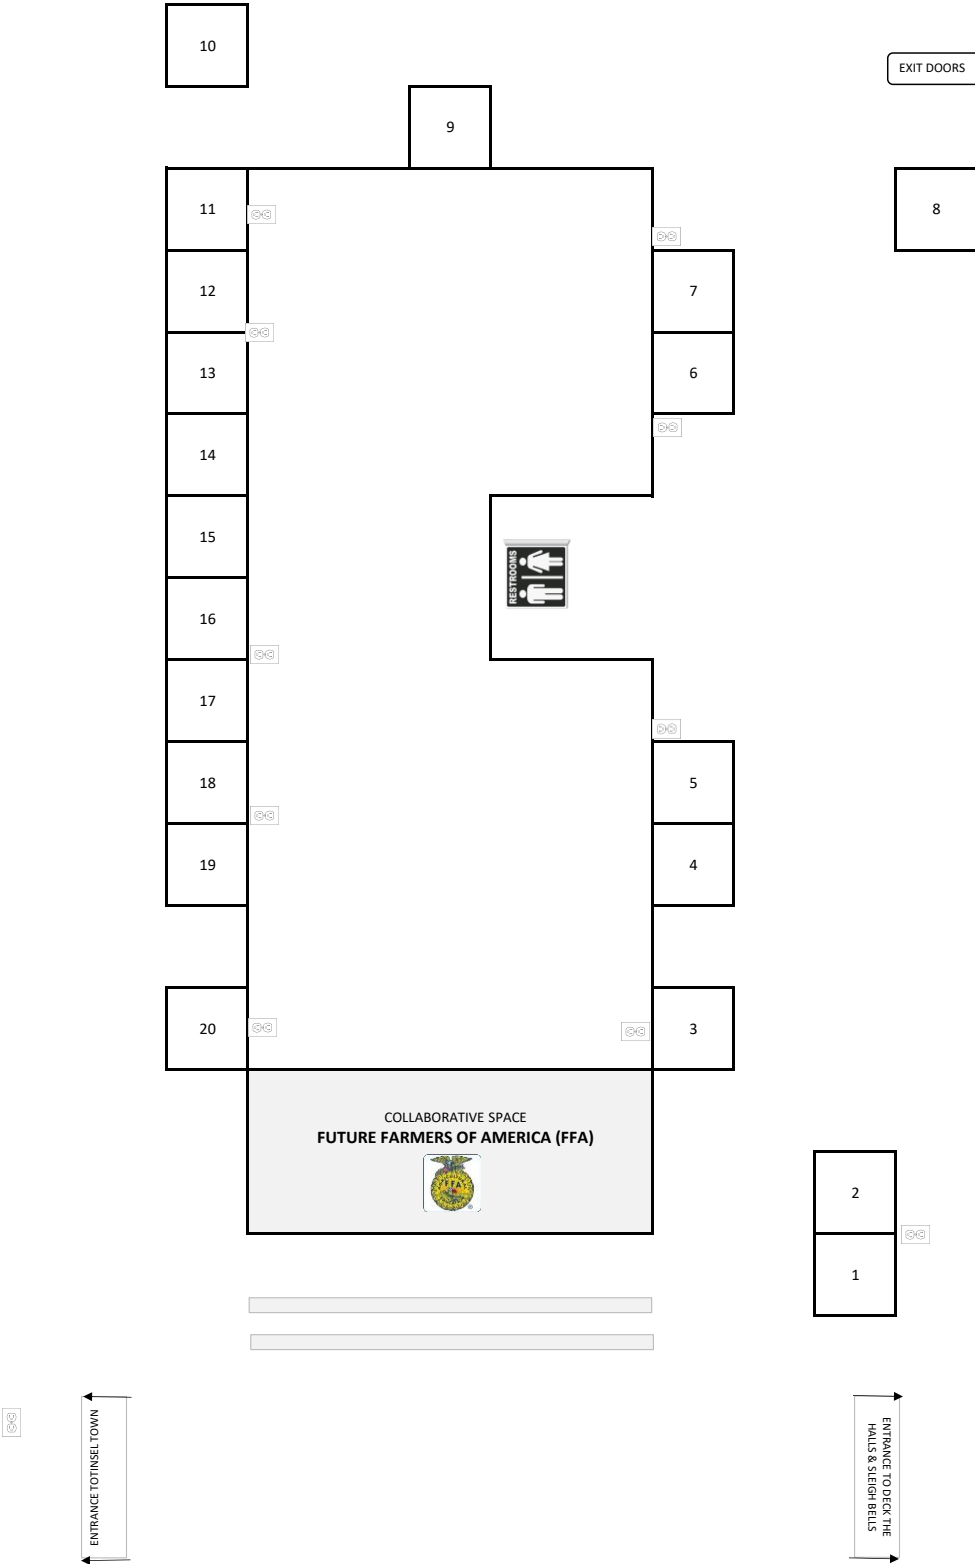 10
EXIT DOORS
9
11
8
12
7
13
6
14
15
RESTROOMS
16
17
18
5
19
4
20
3
COLLABORATIVE SPACE
FUTURE FARMERS OF AMERICA (FFA)
FFA
2
1
ENTRANCE TOTINSEL TOWN
ENTRANCE TO DECK THE
HALLS & SLEIGH BELLS